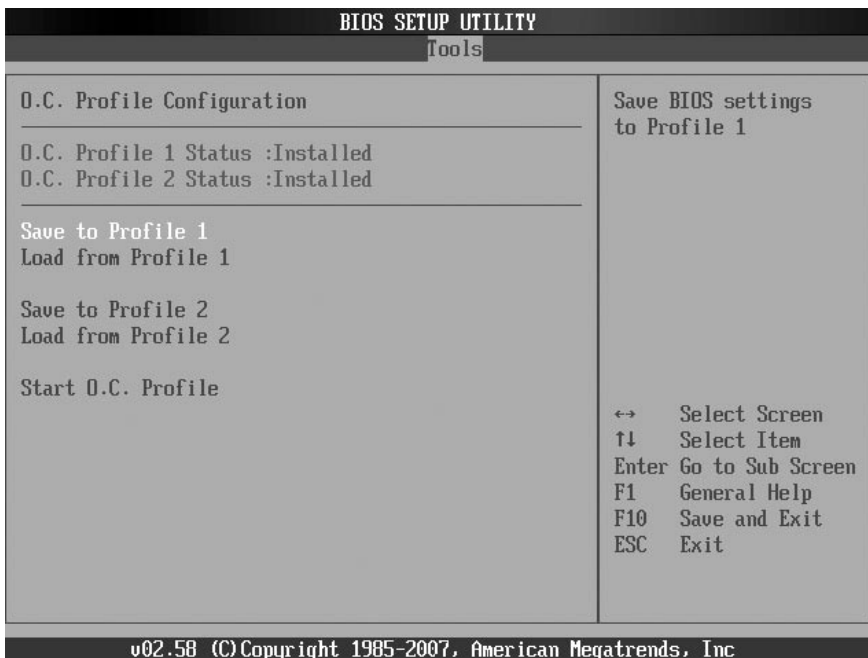 BIOS SETUP UTILITY
Tools
O.C. Profile Configuration
O.C. Profile 1 Status :Installed
O.C. Profile 2 Status :Installed
Save to Profile 1
Load from Profile 1
Save to Profile 2
Load from Profile 2
Start O.C. Profile
Save BIOS settings
to Profile 1
←→ Select Screen
↑↓ Select Item
Enter Go to Sub Screen
F1 General Help
F10 Save and Exit
ESC Exit
v02.58 (C)Copyright 1985-2007, American Megatrends, Inc